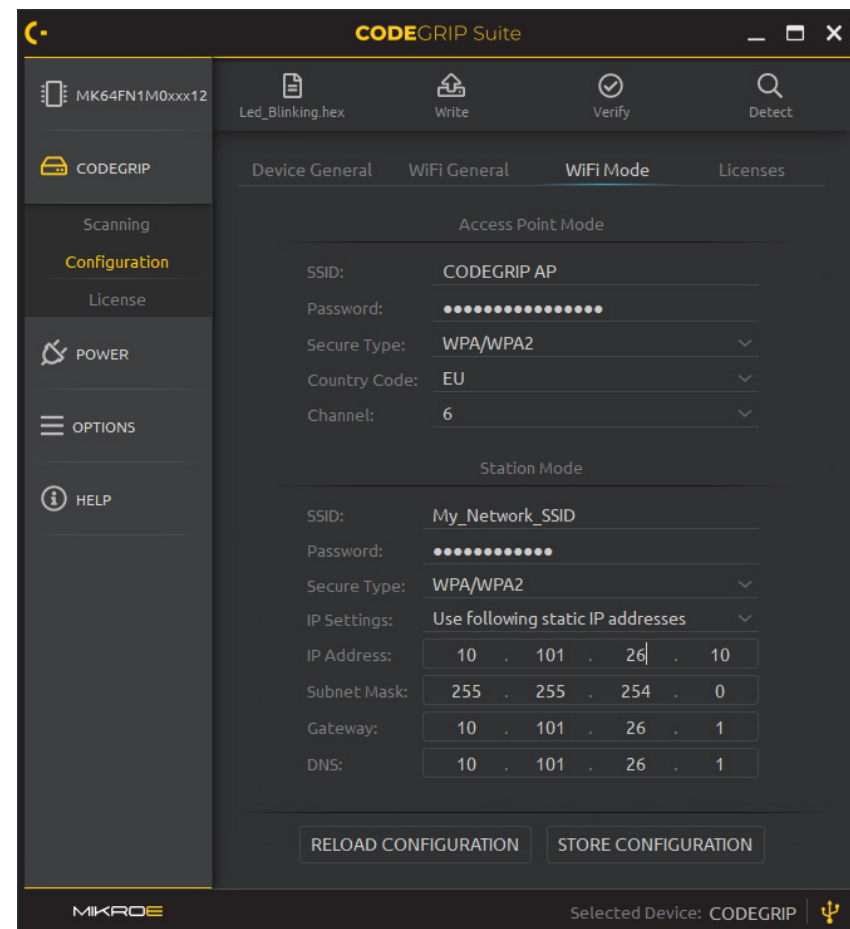 CODEGRIP Suite
MK64FN1M0xxx12
Led_Blinking.hex
Write
Verify
Detect
CODEGRIP
Scanning
Configuration
License
POWER
OPTIONS
HELP
Device General WiFi General WiFi Mode Licenses
Access Point Mode
SSID: CODEGRIP AP
Password: ●●●●●●●●●●●●●●●●
Secure Type: WPA/WPA2
Country Code: EU
Channel: 6
Station Mode
SSID: My_Network_SSID
Password: ●●●●●●●●●●●●
Secure Type: WPA/WPA2
IP Settings: Use following static IP addresses
IP Address: 10 . 101 . 26 . 10
Subnet Mask: 255 . 255 . 254 . 0
Gateway: 10 . 101 . 26 . 1
DNS: 10 . 101 . 26 . 1
RELOAD CONFIGURATION STORE CONFIGURATION
MIKROE
Selected Device: CODEGRIP